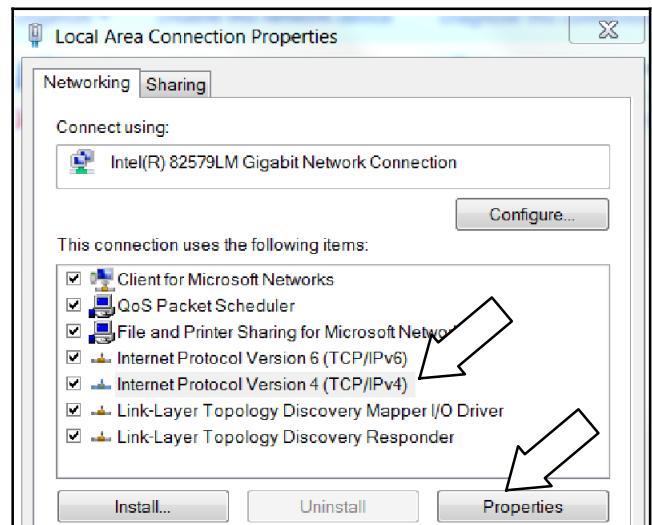 Local Area Connection Properties
Networking Sharing
Connect using:
Intel(R) 82579LM Gigabit Network Connection
Configure...
This connection uses the following items:
Client for Microsoft Networks
QoS Packet Scheduler
File and Printer Sharing for Microsoft Networ
Internet Protocol Version 6 (TCP/IPv6)
Internet Protocol Version 4 (TCP/IPv4)
Link-Layer Topology Discovery Mapper I/O Driver
Link-Layer Topology Discovery Responder
Install... Uninstall Properties